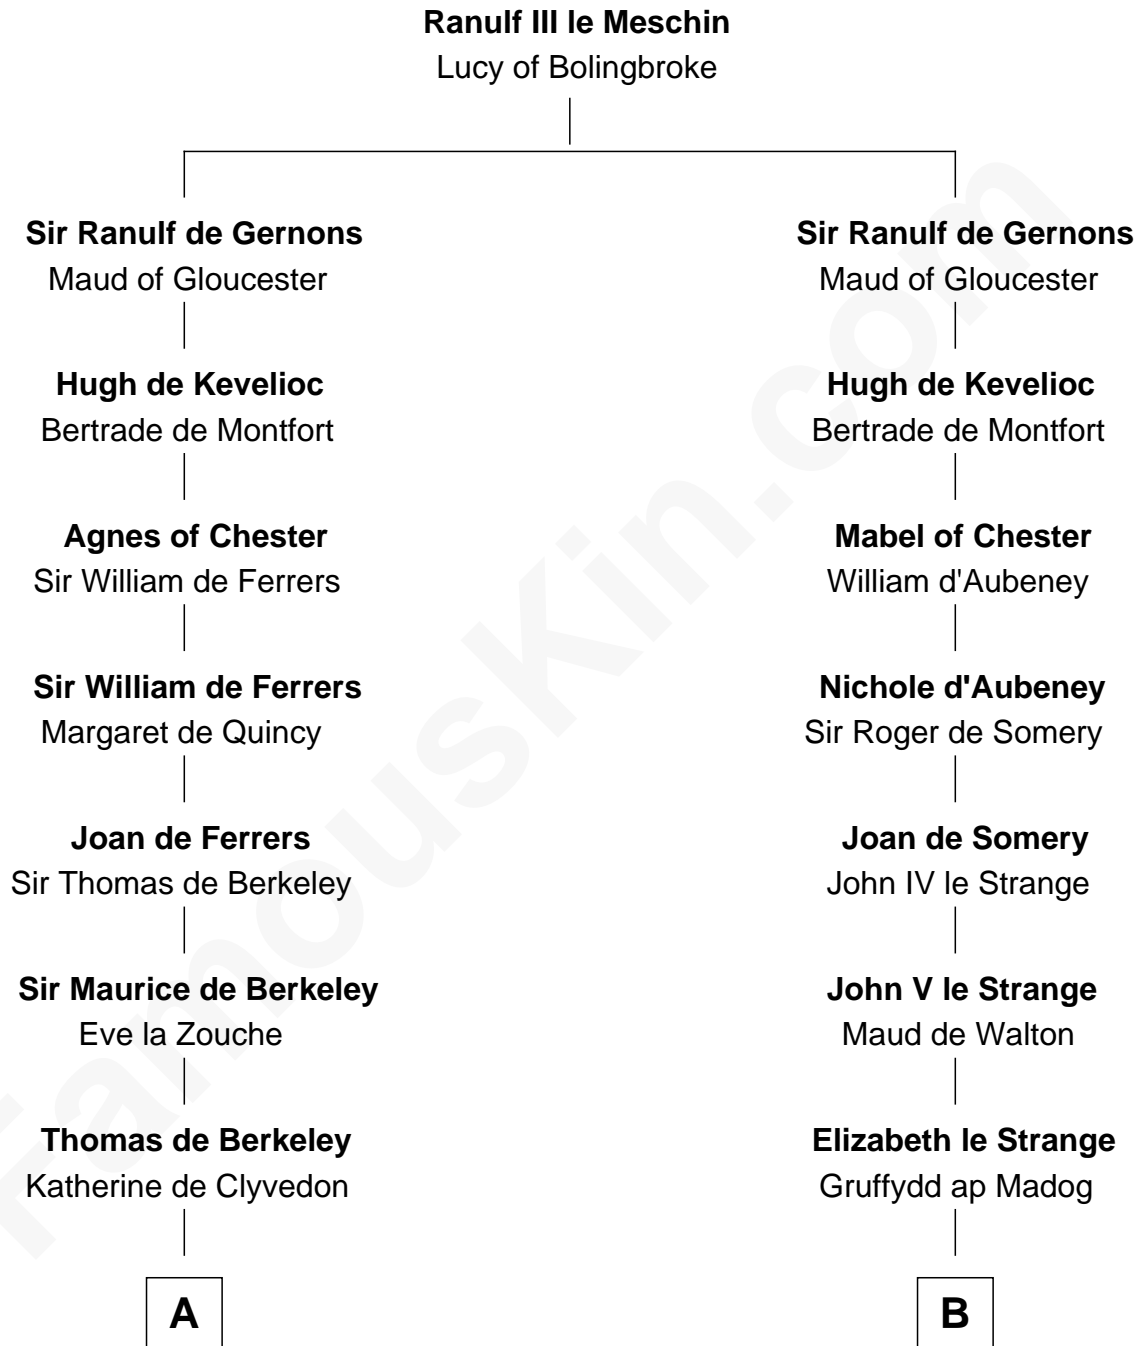 Ranulf III le Meschin
Lucy of Bolingbroke
Sir Ranulf de Gernons
Maud of Gloucester
Hugh de Kevelioc
Bertrade de Montfort
Agnes of Chester
Sir William de Ferrers
Sir William de Ferrers
Margaret de Quincy
Joan de Ferrers
Sir Thomas de Berkeley
Sir Maurice de Berkeley
Eve la Zouche
Thomas de Berkeley
Katherine de Clyvedon
A
Sir Ranulf de Gernons
Maud of Gloucester
Hugh de Kevelioc
Bertrade de Montfort
Mabel of Chester
William d'Aubeney
Nichole d'Aubeney
Sir Roger de Somery
Joan de Somery
John IV le Strange
John V le Strange
Maud de Walton
Elizabeth le Strange
Gruffydd ap Madog
B
FamousKin.com